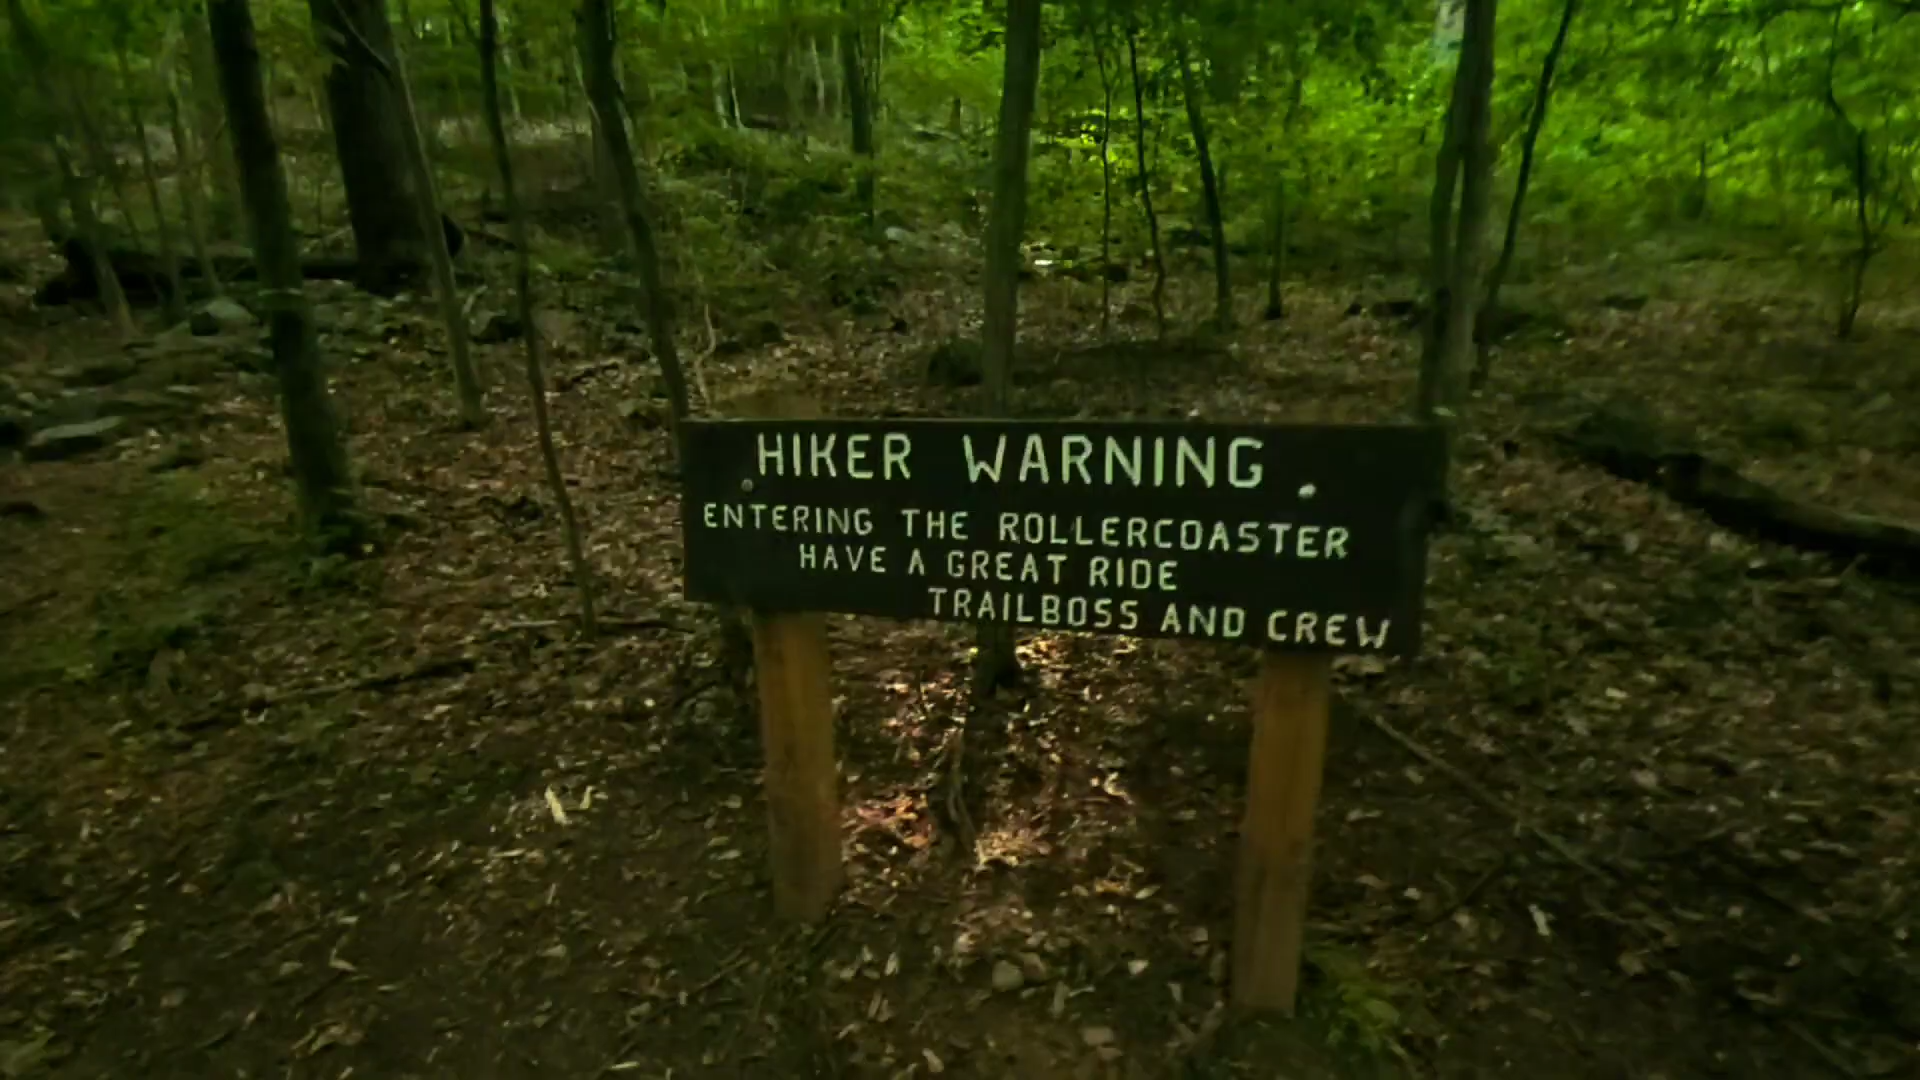 HIKER WARNING
ENTERING THE ROLLERCOASTER
HAVE A GREAT RIDE
TRAILBOSS AND CREW